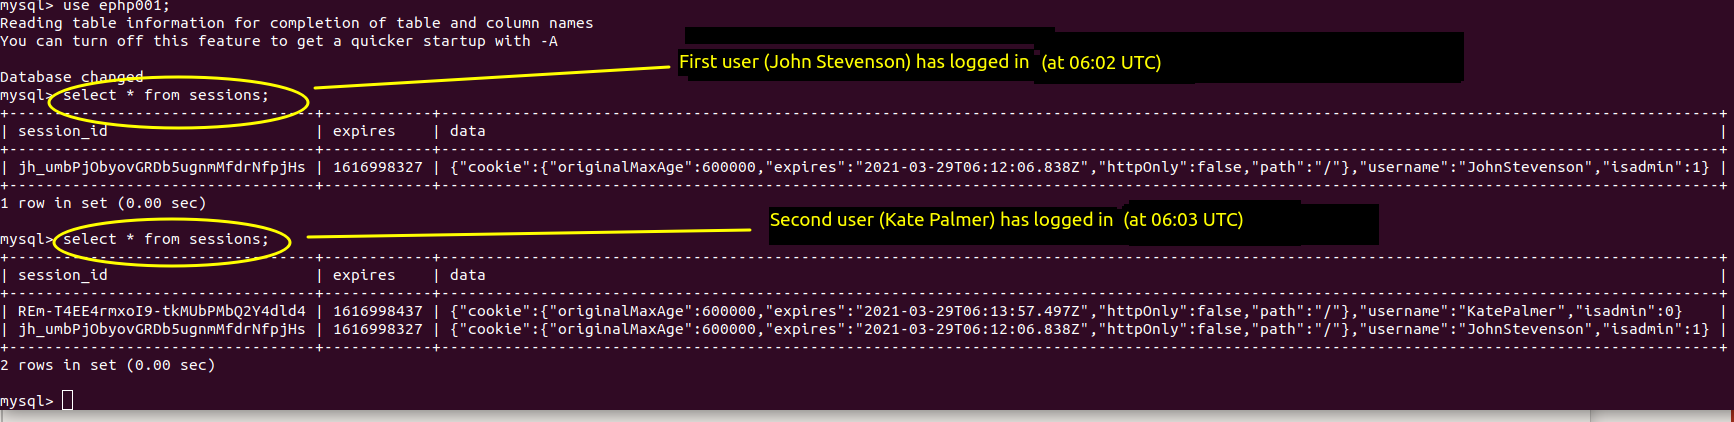 mysql> use ephp001;
Reading table information for completion of table and column names
You can turn off this feature to get a quicker startup with -A
Database changed
First user (John Stevenson) has logged in (at 06:02 UTC)
mysql> select * from sessions;
+---------------------------------+------------+----------------------------------------------------------------------------------------------------------------------------------------------+
| session_id | expires | data |
+---------------------------------+------------+----------------------------------------------------------------------------------------------------------------------------------------------+
| jh_umbPjObyovGRDb5ugnmMfdrNfpjHs | 1616998327 | {"cookie":{"originalMaxAge":600000,"expires":"2021-03-29T06:12:06.838Z","httpOnly":false,"path":"/"},"username":"JohnStevenson","isadmin":1} |
+---------------------------------+------------+----------------------------------------------------------------------------------------------------------------------------------------------+
1 row in set (0.00 sec)
Second user (Kate Palmer) has logged in (at 06:03 UTC)
mysql> select * from sessions;
+---------------------------------+------------+----------------------------------------------------------------------------------------------------------------------------------------------+
| session_id | expires | data |
+---------------------------------+------------+----------------------------------------------------------------------------------------------------------------------------------------------+
| REm-T4EE4rmxoI9-tkMUbPMbQ2Y4dld4 | 1616998437 | {"cookie":{"originalMaxAge":600000,"expires":"2021-03-29T06:13:57.497Z","httpOnly":false,"path":"/"},"username":"KatePalmer","isadmin":0} |
| jh_umbPjObyovGRDb5ugnmMfdrNfpjHs | 1616998327 | {"cookie":{"originalMaxAge":600000,"expires":"2021-03-29T06:12:06.838Z","httpOnly":false,"path":"/"},"username":"JohnStevenson","isadmin":1} |
+---------------------------------+------------+----------------------------------------------------------------------------------------------------------------------------------------------+
2 rows in set (0.00 sec)
mysql>